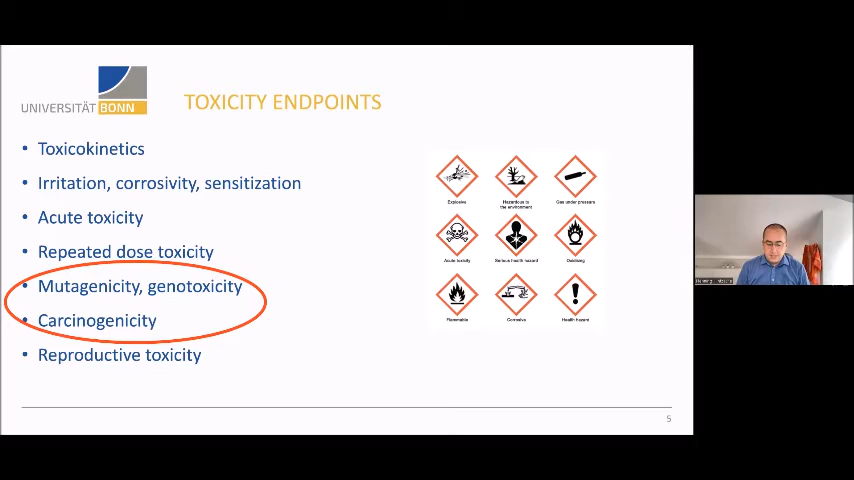 UNIVERSITÄT BONN
TOXICITY ENDPOINTS
• Toxicokinetics
• Irritation, corrosivity, sensitization
• Acute toxicity
• Repeated dose toxicity
• Mutagenicity, genotoxicity
• Carcinogenicity
• Reproductive toxicity
Explosive
Hazardous to
the environment
Gas under pressure
Acute toxicity
Serious health hazard
Oxidising
Flammable
Corrosive
Health hazard
5